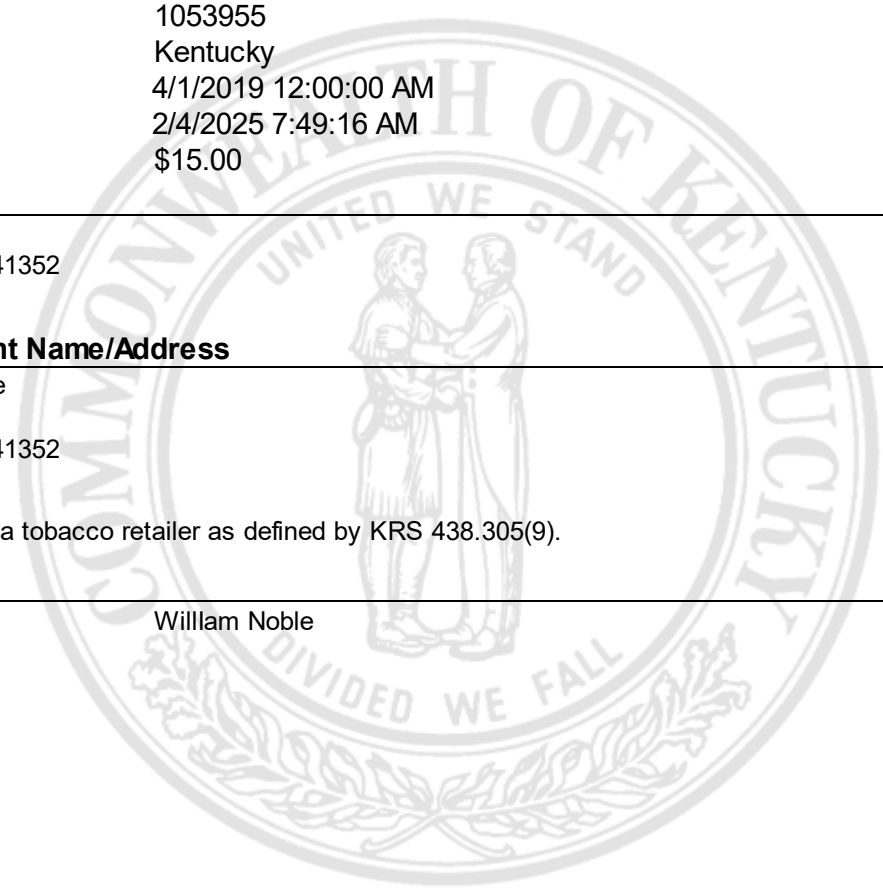 1053955
Kentucky
4/1/2019 12:00:00 AM
2/4/2025 7:49:16 AM
$15.00
41352
nt Name/Address
e
41352
a tobacco retailer as defined by KRS 438.305(9).
Willlam Noble
COMMONWEALTH OF KENTUCKY
UNITED WE STAND
DIVIDED WE FALL